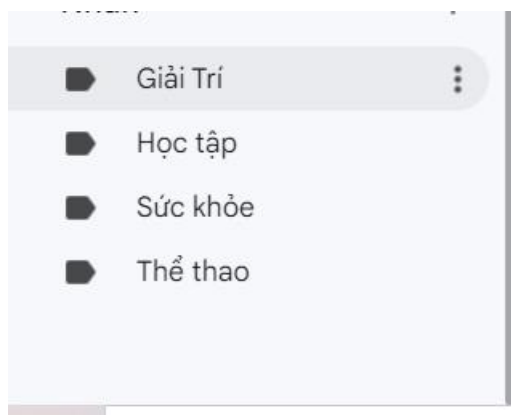 Giải Trí
Học tập
Sức khỏe
Thể thao